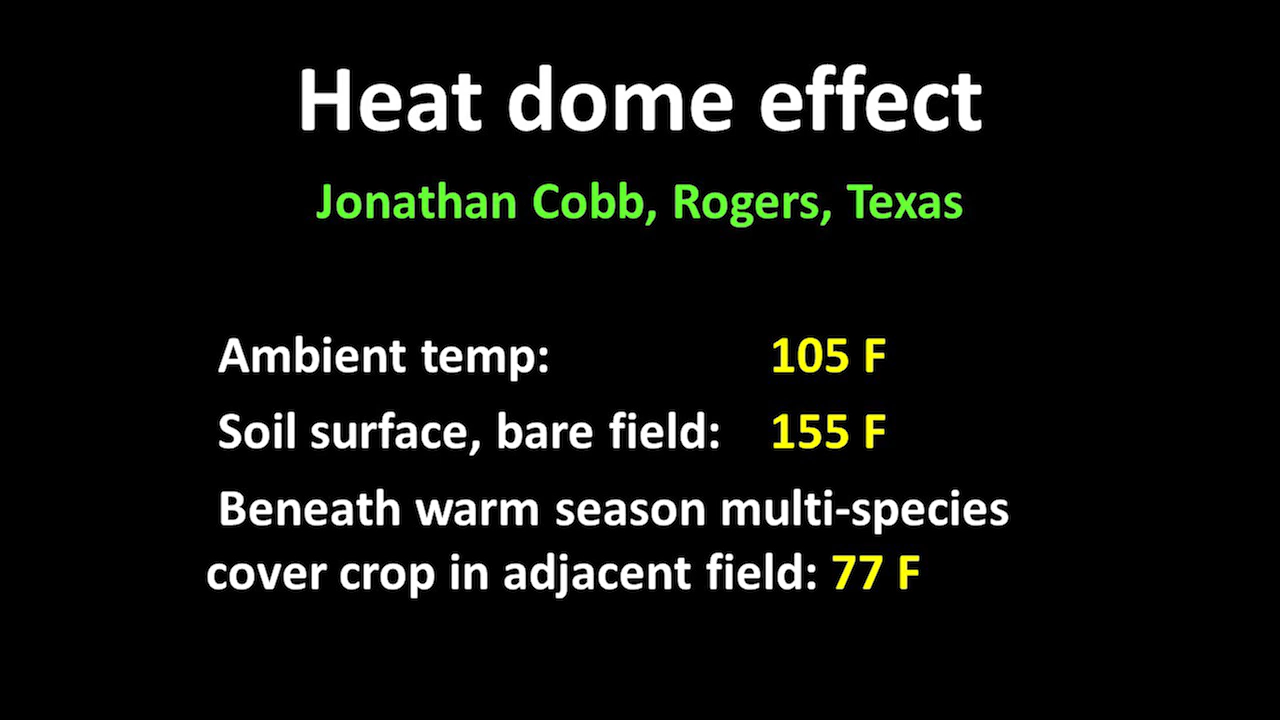 Heat dome effect
Jonathan Cobb, Rogers, Texas
Ambient temp: 105 F
Soil surface, bare field: 155 F
Beneath warm season multi-species
cover crop in adjacent field: 77 F